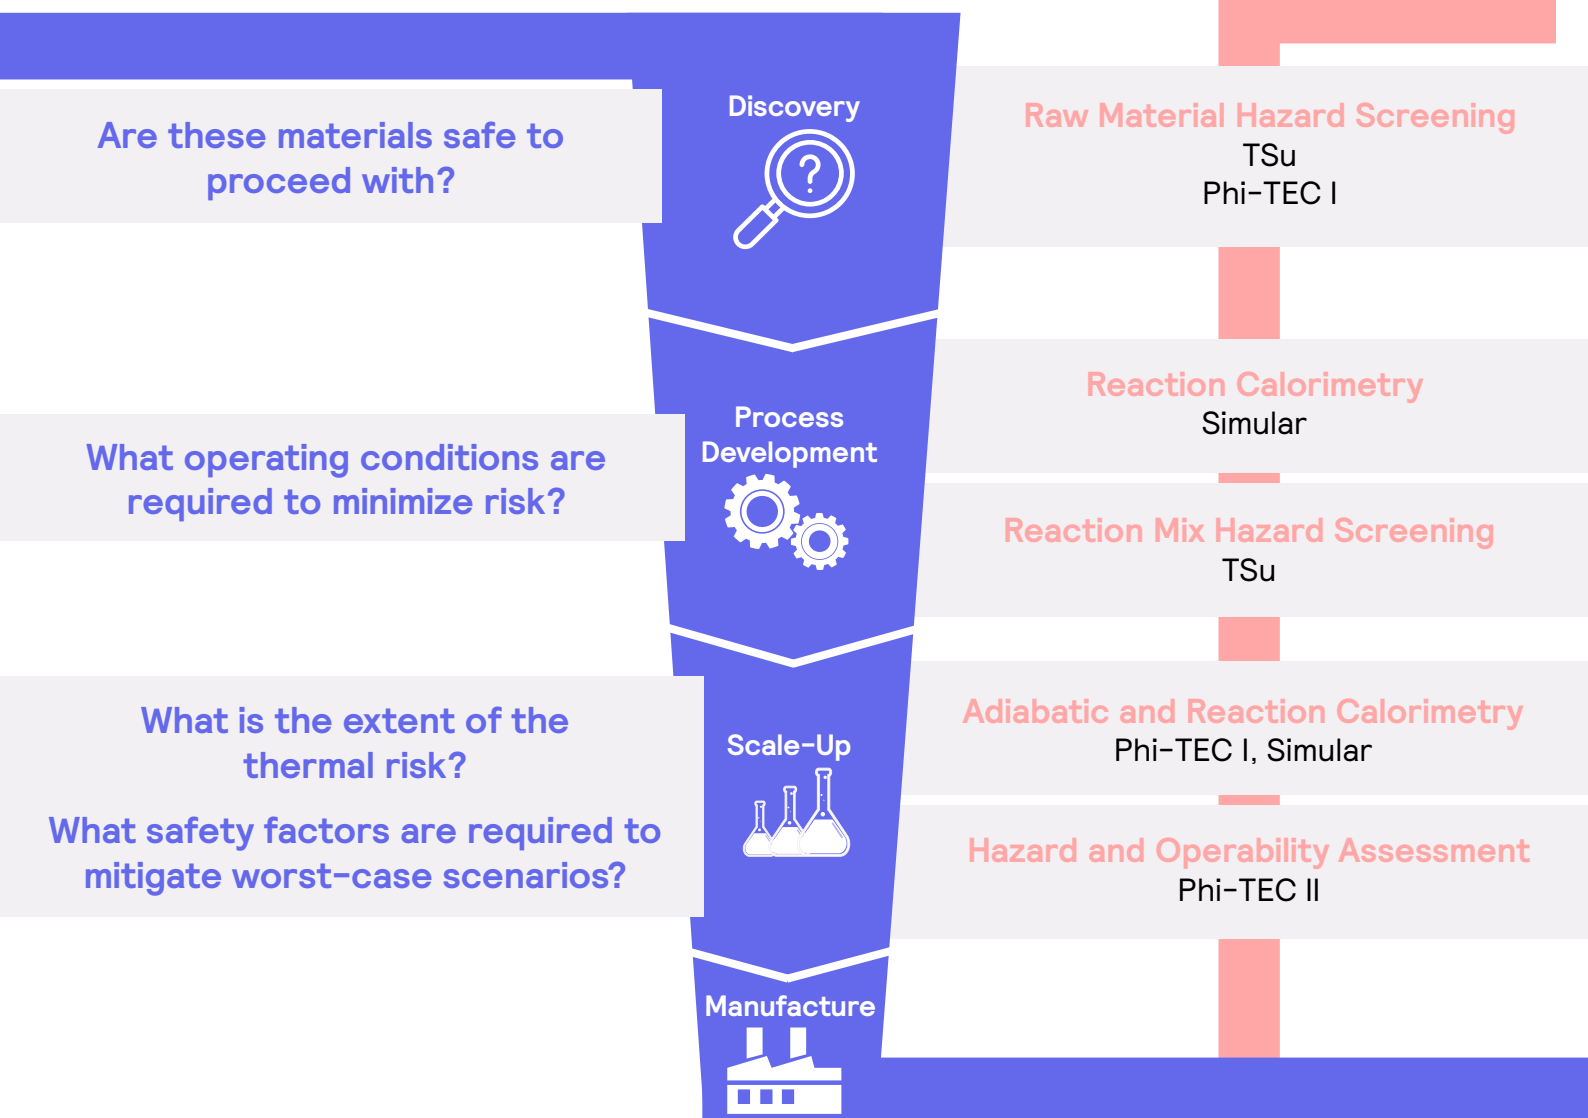 Discovery
Are these materials safe to
proceed with?
?
Raw Material Hazard Screening
TSu
Phi-TEC I
Process
Development
What operating conditions are
required to minimize risk?
Reaction Calorimetry
Simular
Reaction Mix Hazard Screening
TSu
Scale-Up
What is the extent of the
thermal risk?
What safety factors are required to
mitigate worst-case scenarios?
Adiabatic and Reaction Calorimetry
Phi-TEC I, Simular
Hazard and Operability Assessment
Phi-TEC II
Manufacture